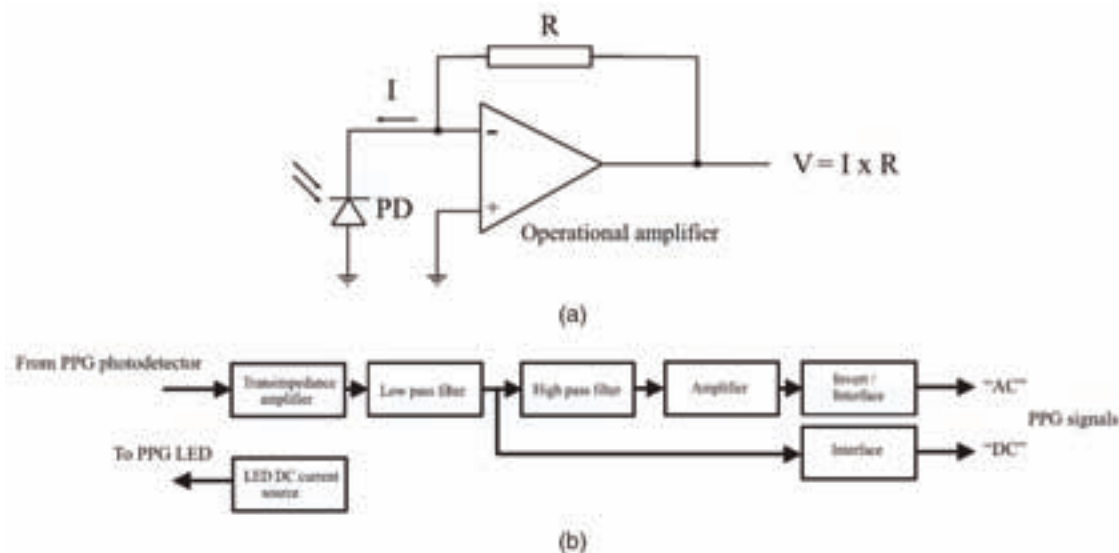 R
I
-
+
PD
V = I x R
Operational amplifier
(a)
From PPG photodetector
Transimpedance
amplifier
Low pass filter
High pass filter
Amplifier
Invert /
Interface
"AC"
PPG signals
To PPG LED
LED DC current
source
Interface
"DC"
(b)